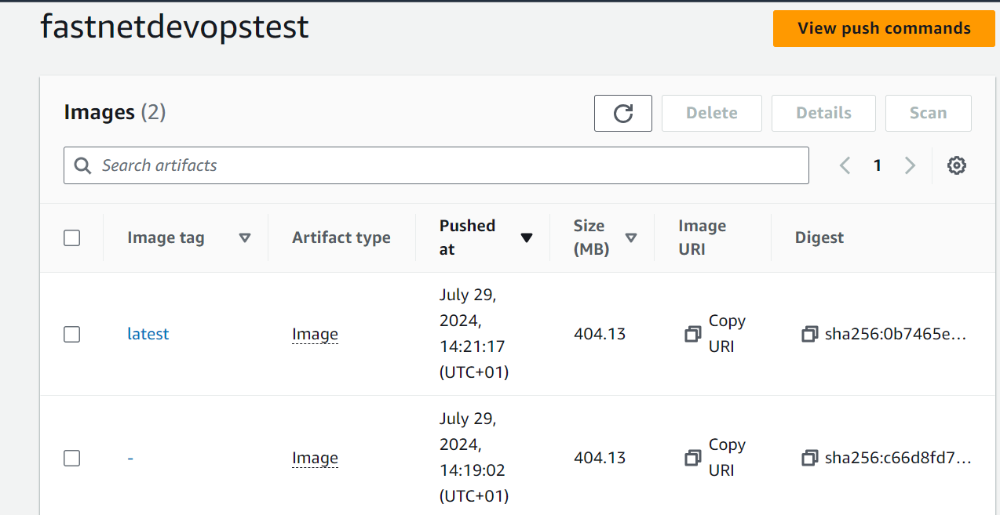 fastnetdevopstest
View push commands
Images (2)
Delete
Details
Scan
Search artifacts
1
Image tag
Artifact type
Pushed
at
Size
(MB)
Image
URI
Digest
latest
Image
July 29,
2024,
14:21:17
(UTC+01)
404.13
Copy
URI
sha256:0b7465e...
-
Image
July 29,
2024,
14:19:02
(UTC+01)
404.13
Copy
URI
sha256:c66d8fd7...